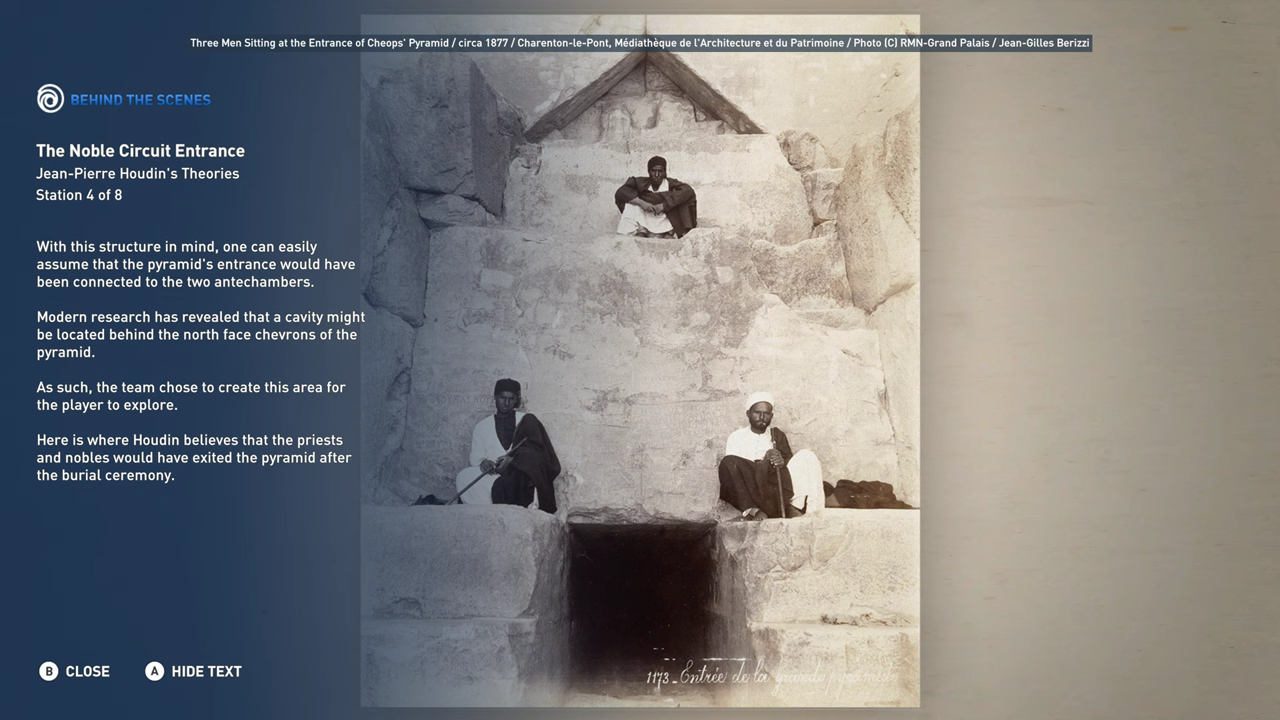 Three Men Sitting at the Entrance of Cheops' Pyramid / circa 1877 / Charenton-le-Pont, Médiathèque de l'Architecture et du Patrimoine / Photo (C) RMN-Grand Palais / Jean-Gilles Berizzi
BEHIND THE SCENES
The Noble Circuit Entrance
Jean-Pierre Houdin's Theories
Station 4 of 8
With this structure in mind, one can easily
assume that the pyramid's entrance would have
been connected to the two antechambers.
Modern research has revealed that a cavity might
be located behind the north face chevrons of the
pyramid.
As such, the team chose to create this area for
the player to explore.
Here is where Houdin believes that the priests
and nobles would have exited the pyramid after
the burial ceremony.
1173_Entrée de la grande pyramide
B CLOSE A HIDE TEXT